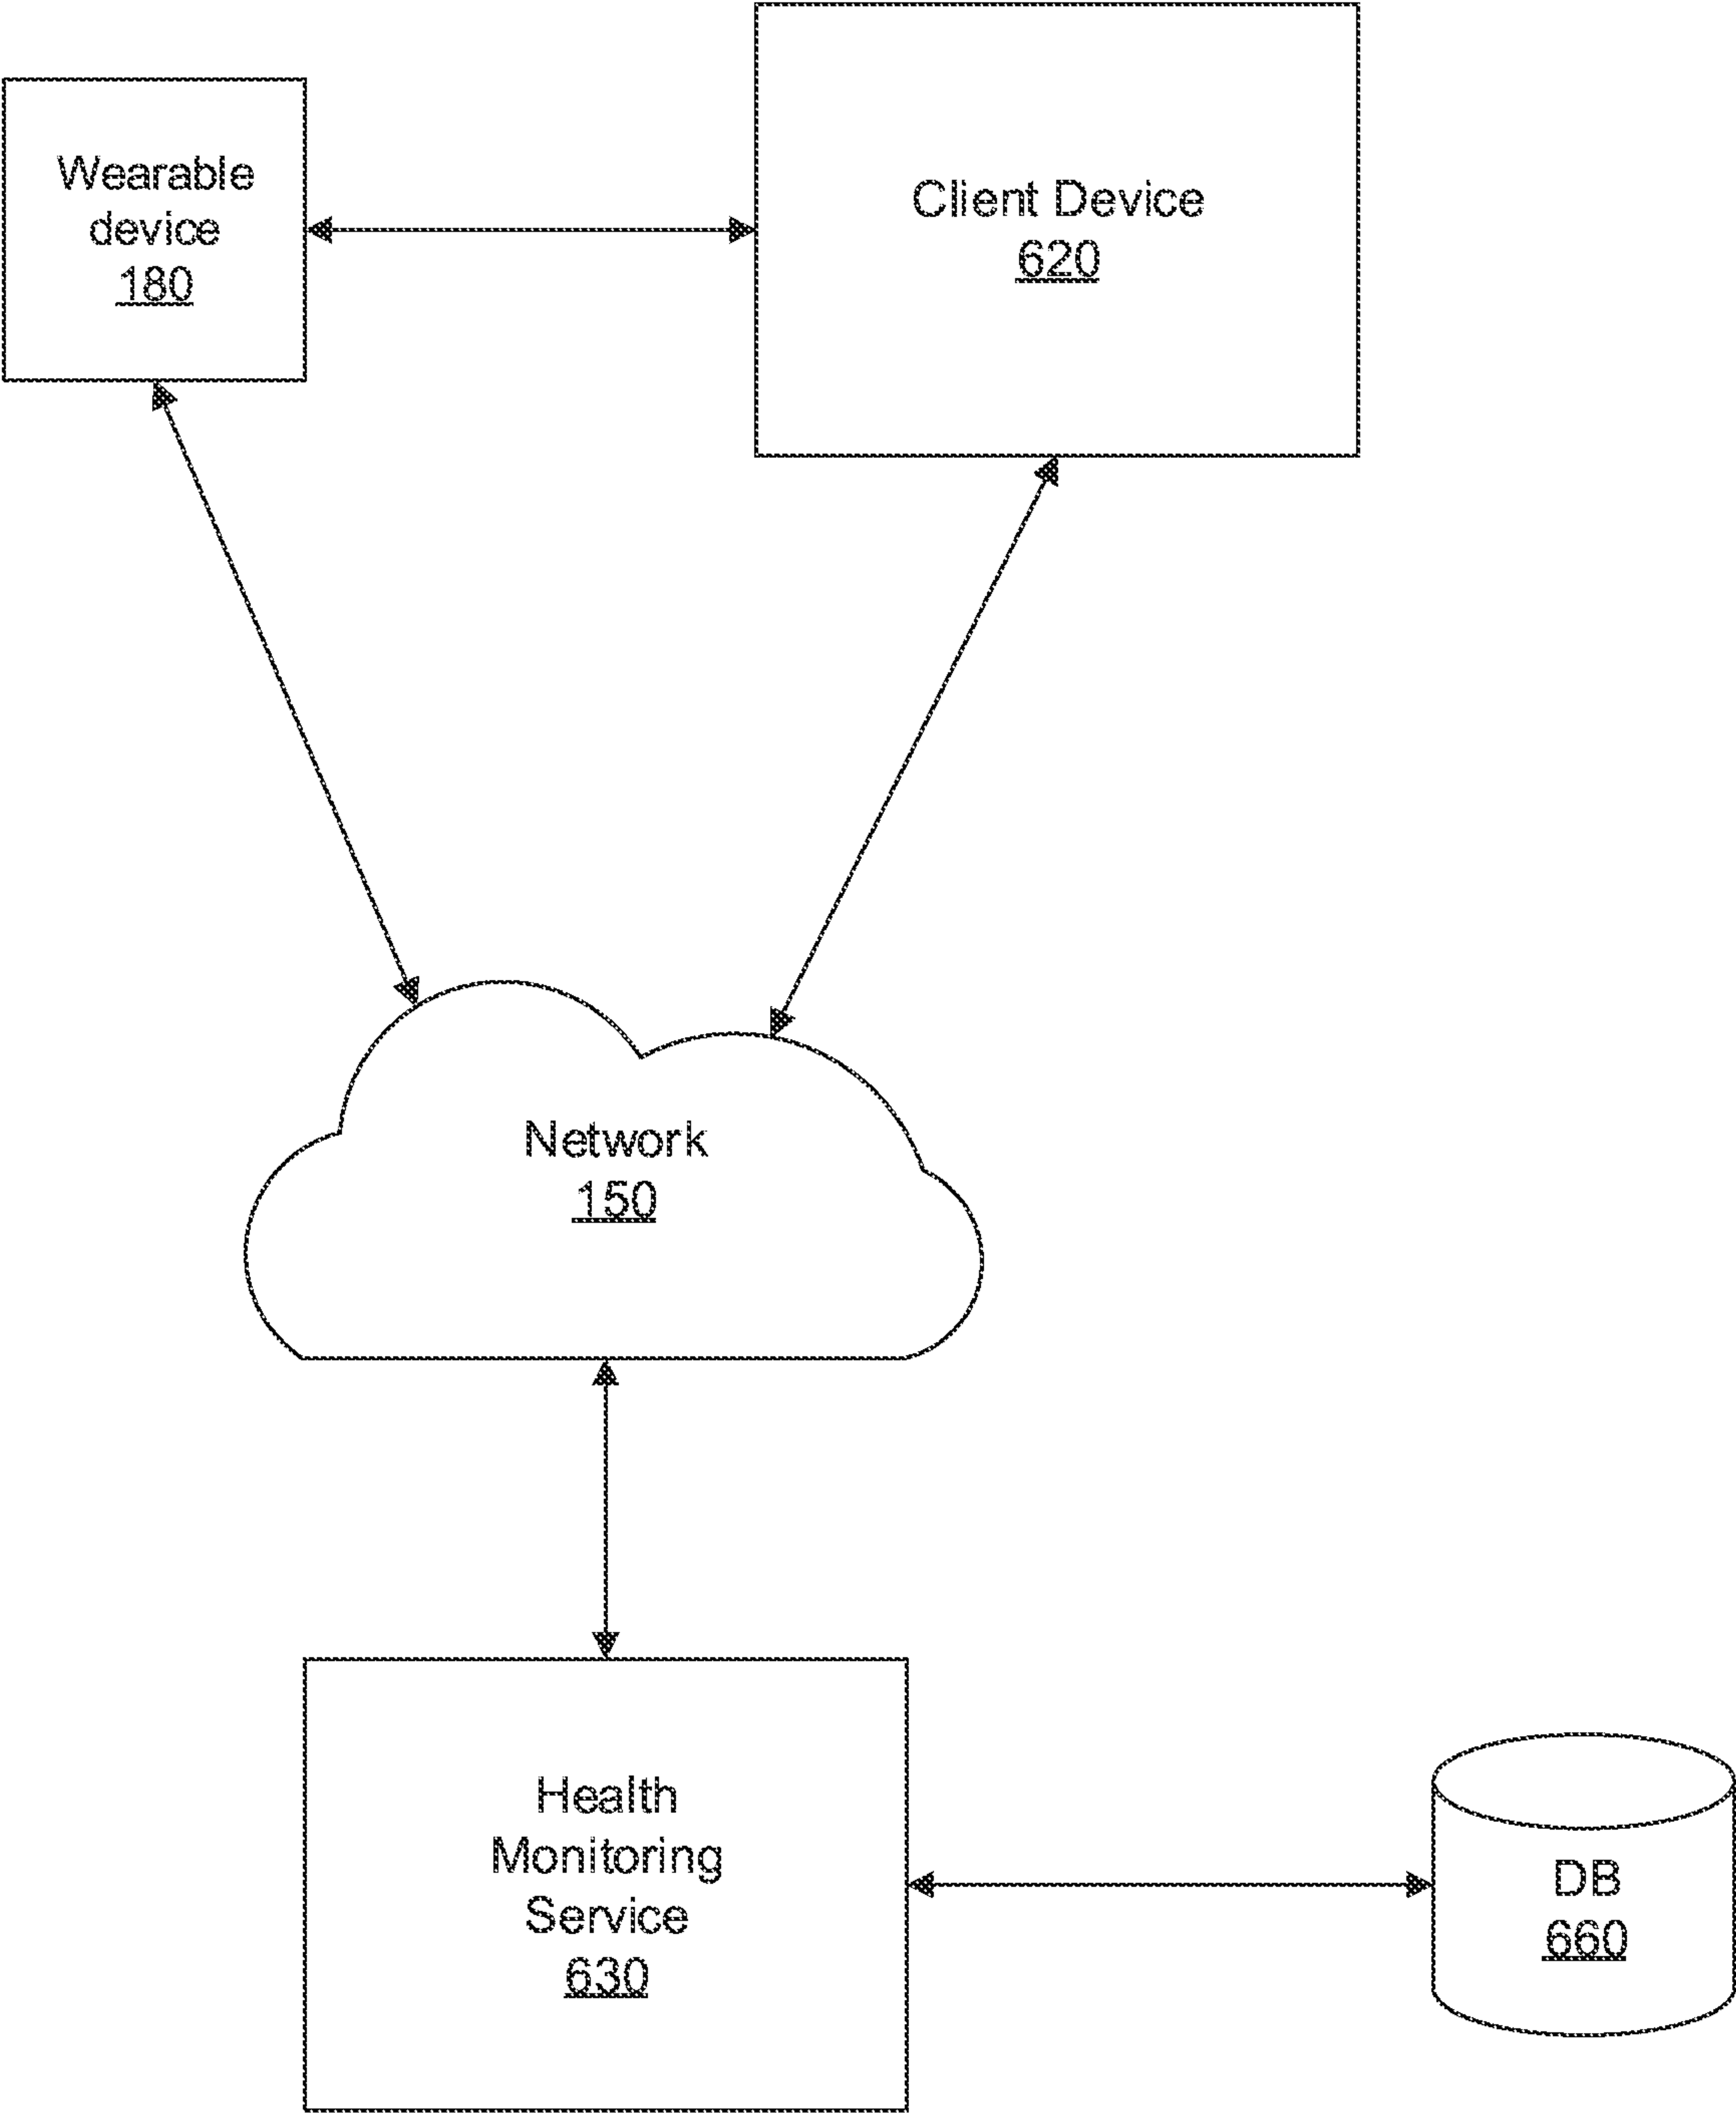 Wearable
device
180
Client Device
620
Network
150
Health
Monitoring
Service
630
DB
660